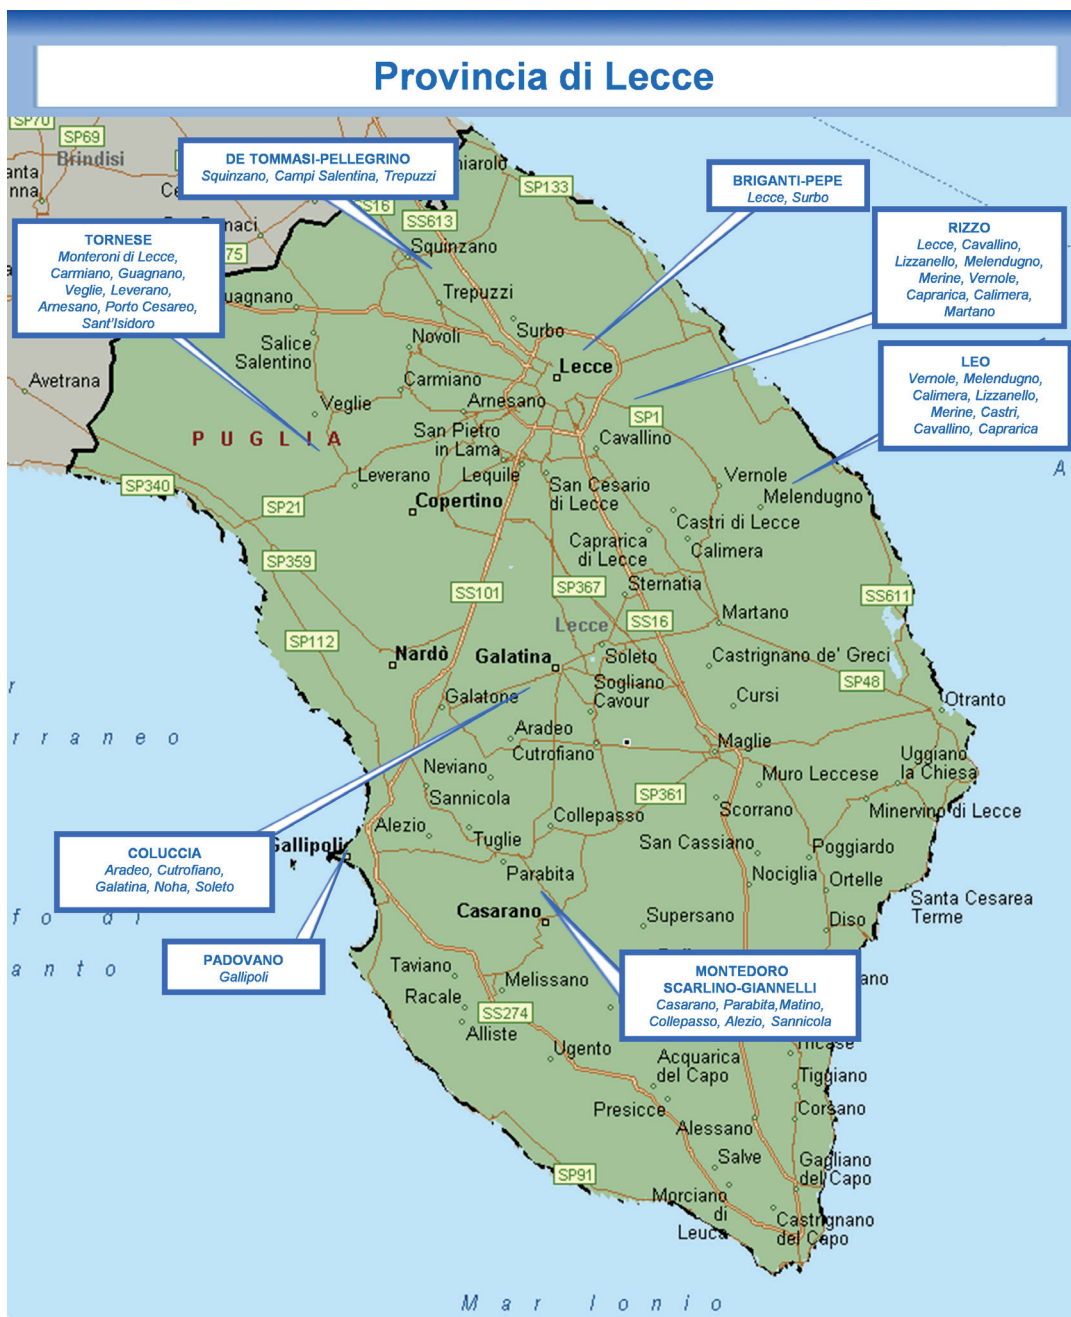 Provincia di Lecce
SP70
SP69
Brindisi
DE TOMMASI-PELLEGRINO
Squinzano, Campi Salentina, Trepuzzi
SP133
BRIGANTI-PEPE
Lecce, Surbo
SS16
SS613
TORNESE
Monteroni di Lecce,
Carmiano, Guagnano,
Veglie, Leverano,
Arnesano, Porto Cesareo,
Sant'Isidoro
RIZZO
Lecce, Cavallino,
Lizzanello, Melendugno,
Merine, Vernole,
Caprarica, Calimera,
Martano
Squinzano
Trepuzzi
Surbo
Novoli
Salice
Salentino
Lecce
LEO
Vernole, Melendugno,
Calimera, Lizzanello,
Merine, Castri,
Cavallino, Caprarica
Avetrana
Carmiano
Veglie
Arnesano
SP1
PUGLIA
San Pietro
in Lama
Cavallino
Leverano
Lequile
Vernole
SP340
San Cesario
di Lecce
Melendugno
SP21
Copertino
Castri di Lecce
Caprarica
di Lecce
Calimera
SP359
SS101
SP367
Sternatia
SS611
Martano
SP112
Lecce
SS16
Nardò
Galatina
Soleto
Castrignano de' Greci
SP48
Galatone
Sogliano
Cavour
Cursi
Otranto
r
r r a n e o
Aradeo
Cutrofiano
Maglie
Uggiano
la Chiesa
Neviano
Muro Leccese
Sannicola
SP361
Scorrano
Minervino di Lecce
Alezio
Collepasso
Tuglie
San Cassiano
Poggiardo
Gallipoli
COLUCCIA
Aradeo, Cutrofiano,
Galatina, Noha, Soleto
Parabita
Nociglia
Ortelle
Santa Cesarea
Terme
Casarano
Supersano
Diso
f o d i
PADOVANO
Gallipoli
MONTEDORO
SCARLINO-GIANNELLI
Casarano, Parabita,Matino,
Collepasso, Alezio, Sannicola
a n t o
Taviano
Melissano
Racale
SS274
Alliste
Ugento
Acquarica
del Capo
Tiggiano
Presicce
Corsano
Alessano
Salve
Gagliano
del Capo
SP91
Morciano
di
Leuca
Castrignano
del Capo
A
M a r I o n i o